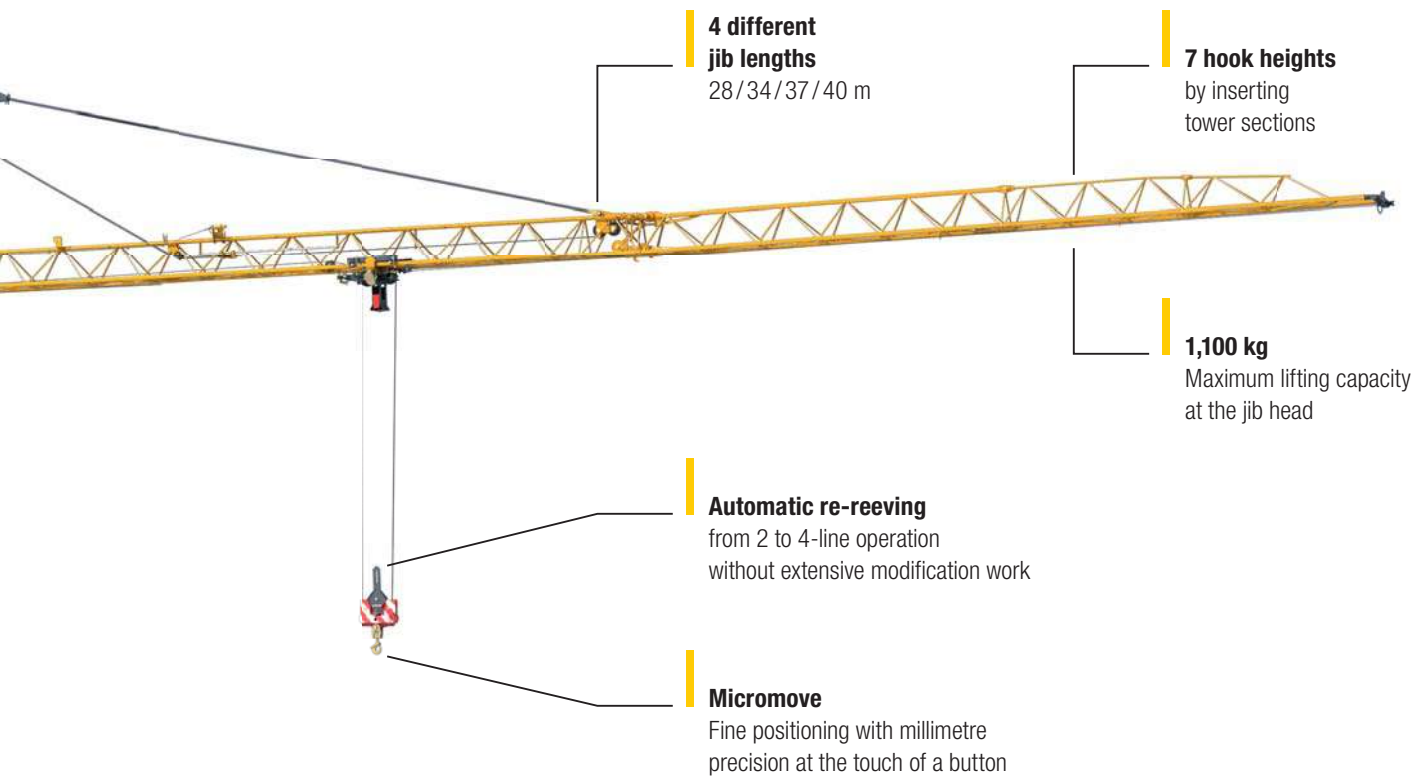 4 different
jib lengths
28 / 34 / 37 / 40 m
7 hook heights
by inserting
tower sections
1,100 kg
Maximum lifting capacity
at the jib head
Automatic re-reeving
from 2 to 4-line operation
without extensive modification work
Micromove
Fine positioning with millimetre
precision at the touch of a button